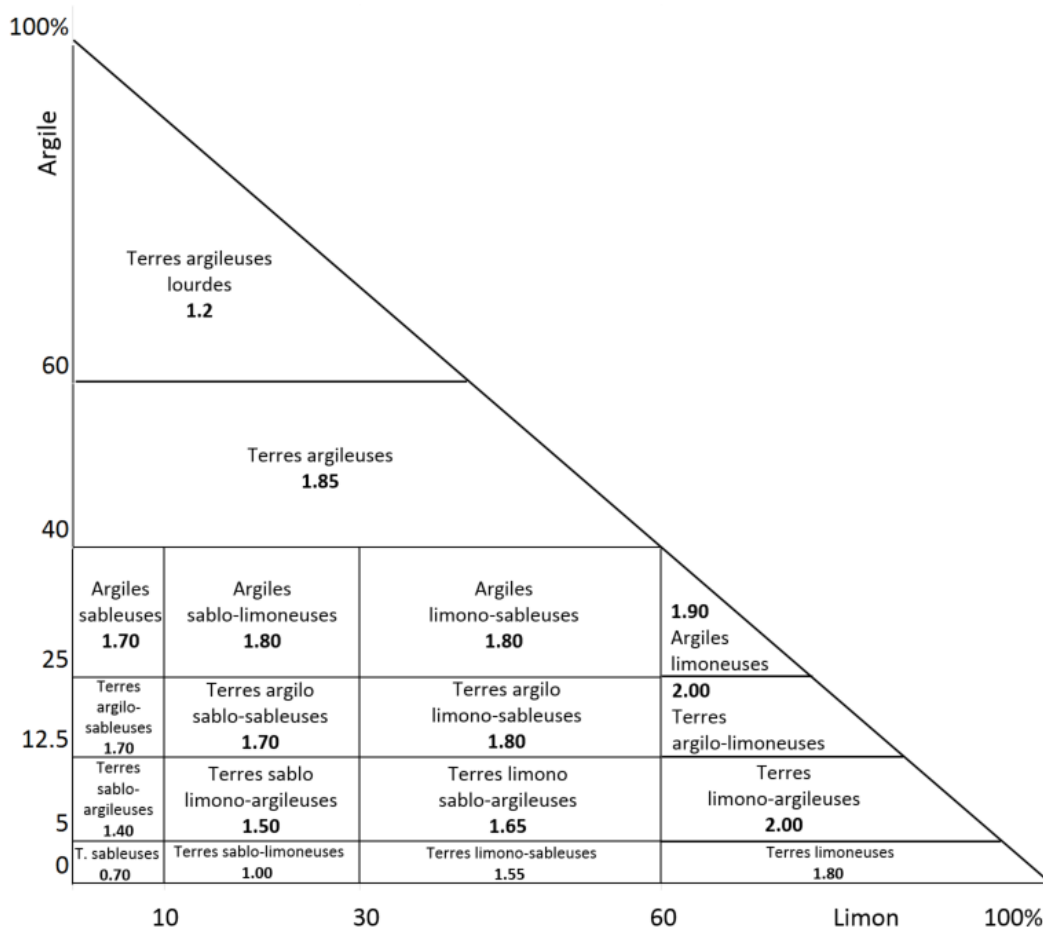 100%
Argile
Terres argileuses
lourdes
1.2
60
Terres argileuses
1.85
40
Argiles
sableuses
1.70
Argiles
sablo-limoneuses
1.80
Argiles
limono-sableuses
1.80
1.90
Argiles
limoneuses
25
Terres
argilo-
sableuses
1.70
Terres argilo
sablo-sableuses
1.70
Terres argilo
limono-sableuses
1.80
2.00
Terres
argilo-limoneuses
12.5
Terres
sablo-
argileuses
1.40
Terres sablo
limono-argileuses
1.50
Terres limono
sablo-argileuses
1.65
Terres
limono-argileuses
2.00
5
T. sableuses
0.70
Terres sablo-limoneuses
1.00
Terres limono-sableuses
1.55
Terres limoneuses
1.80
0
10
30
60
Limon
100%